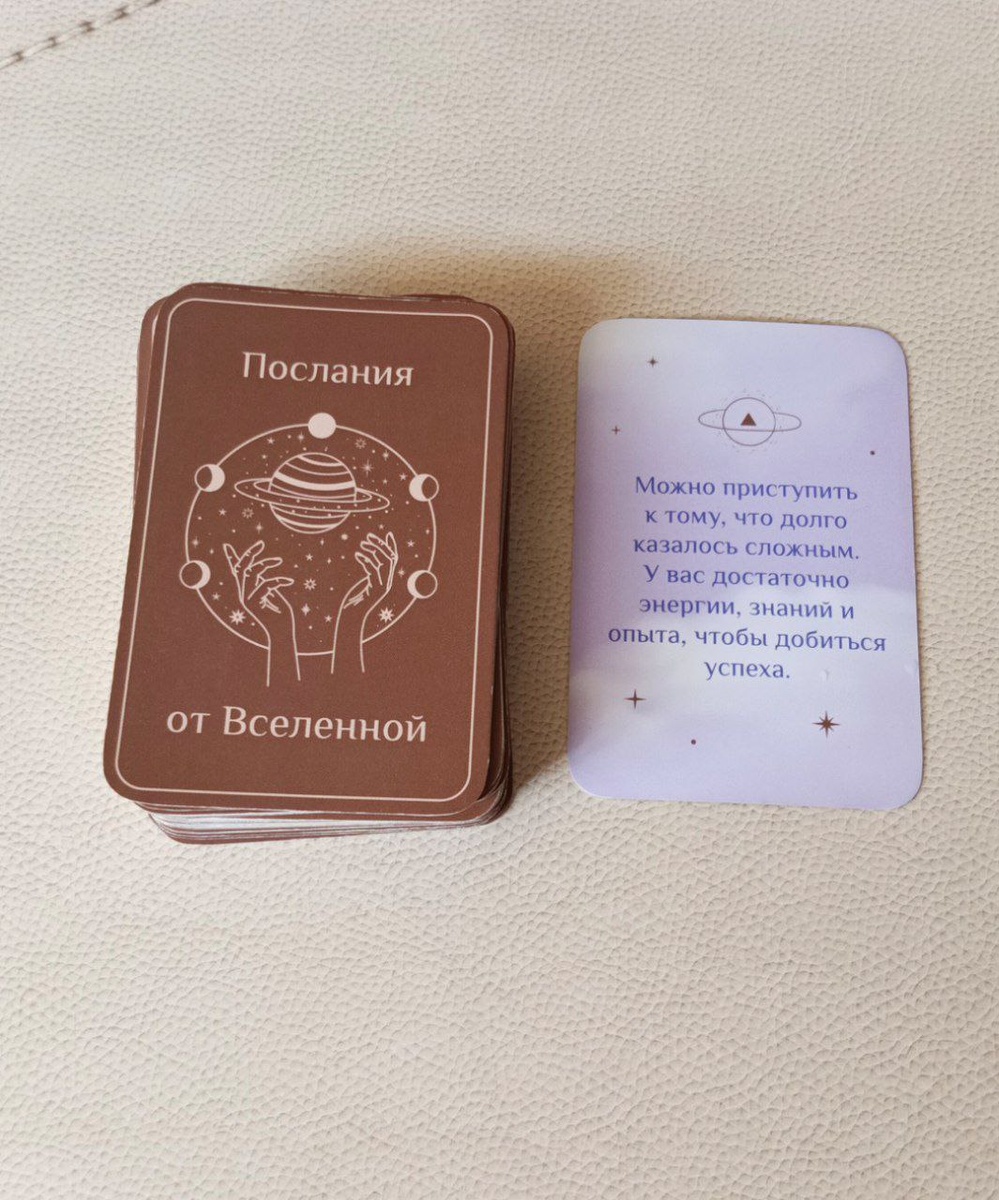 Послания
от Вселенной
Можно приступить
к тому, что долго
казалось сложным.
У вас достаточно
энергии, знаний и
опыта, чтобы добиться
успеха.